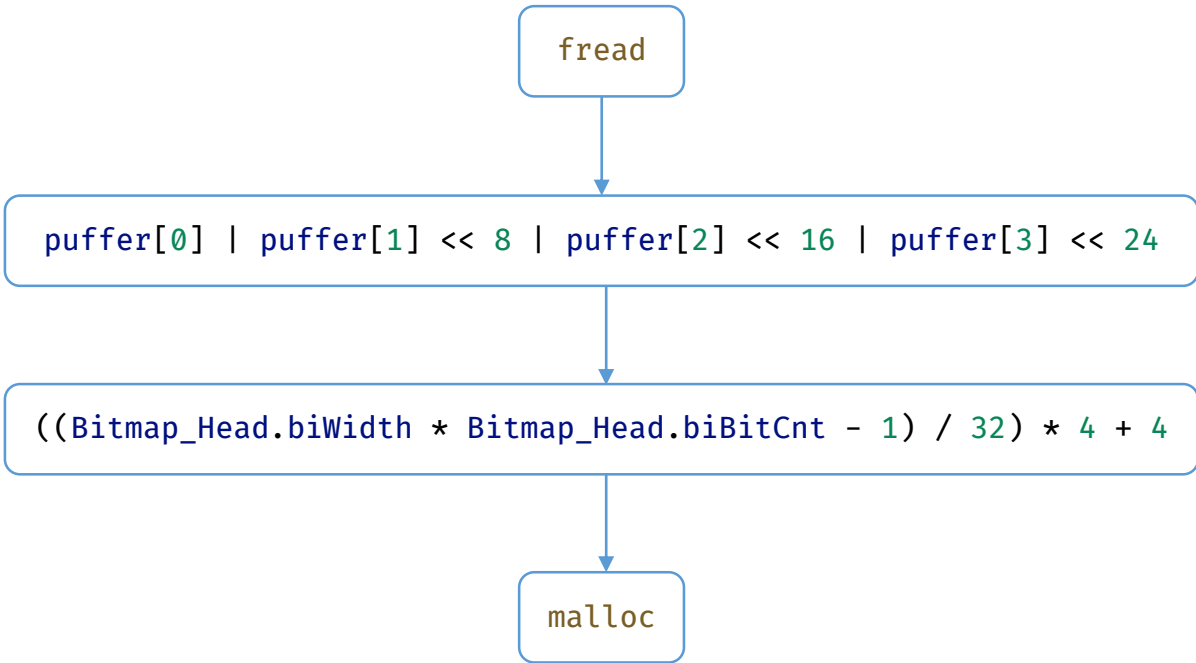 fread
puffer[0] | puffer[1] << 8 | puffer[2] << 16 | puffer[3] << 24
((Bitmap_Head.biWidth * Bitmap_Head.biBitCnt - 1) / 32) * 4 + 4
malloc